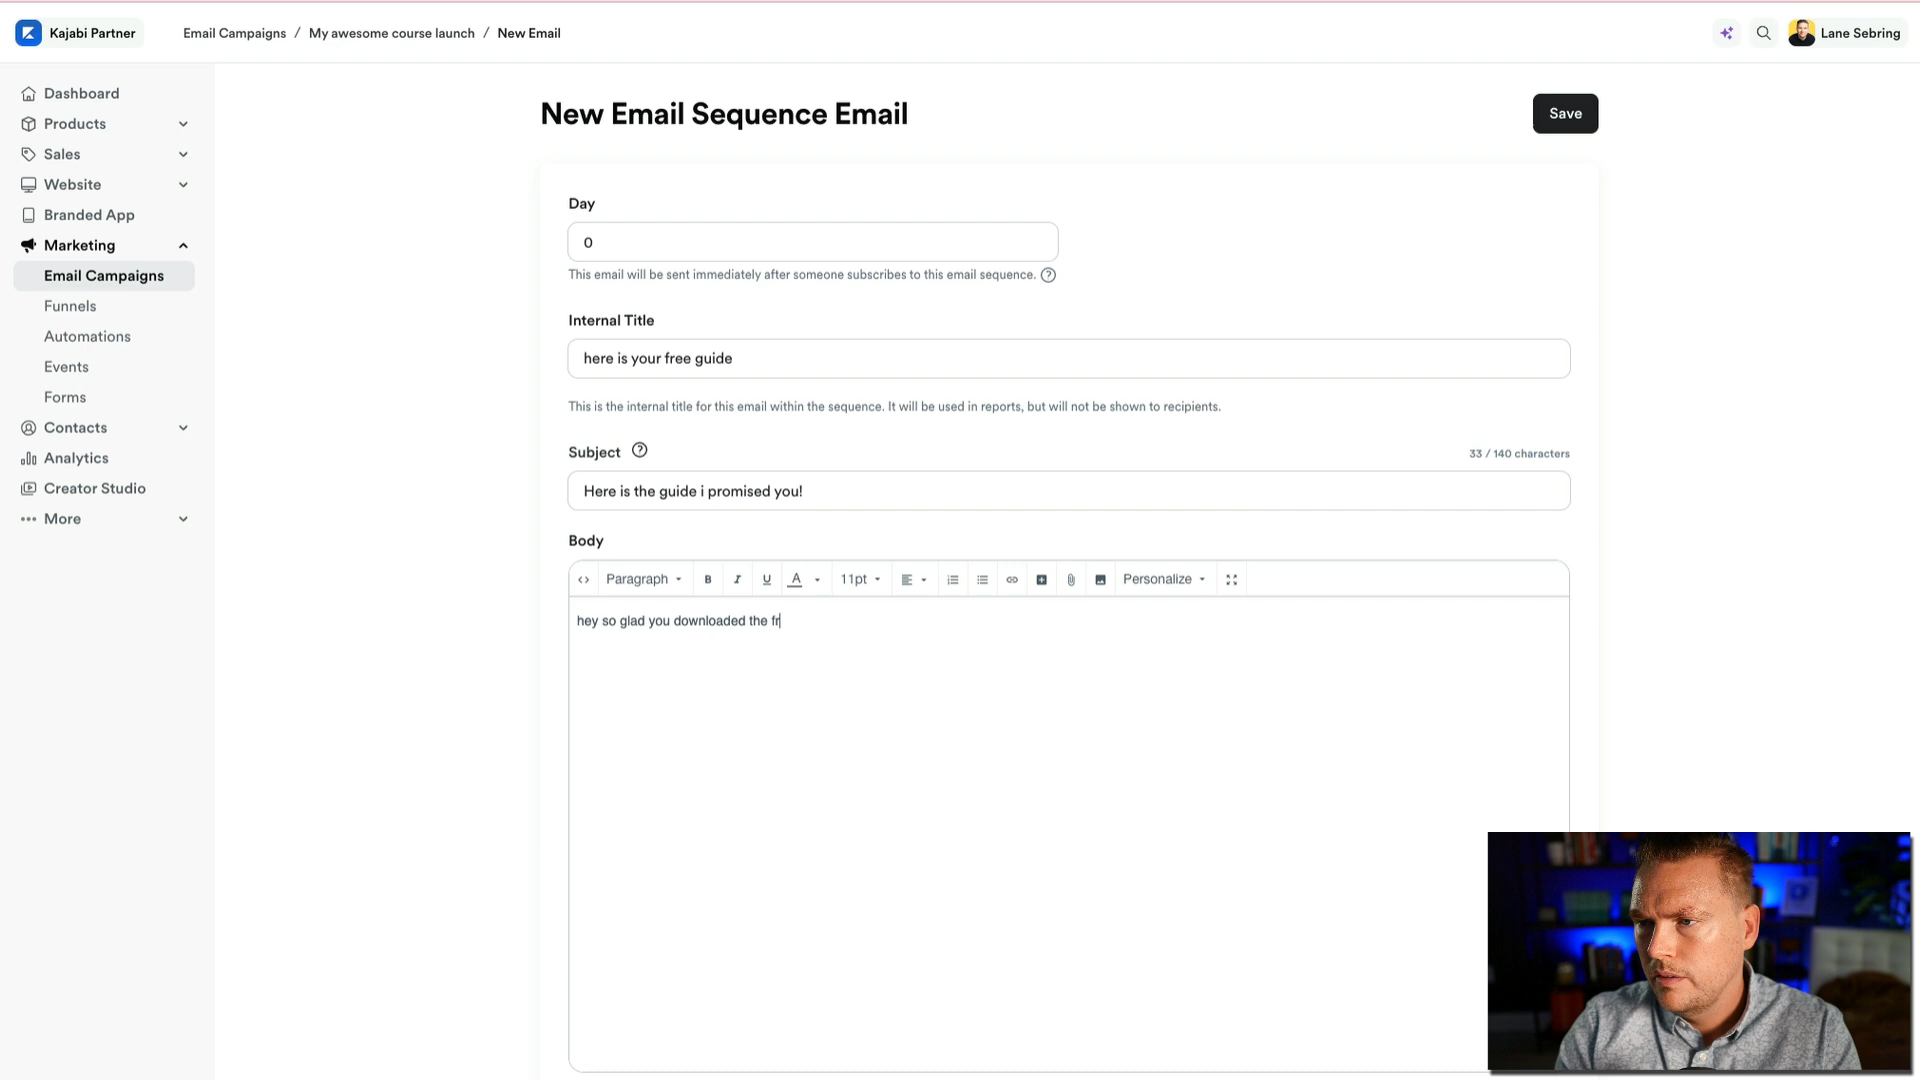 Kajabi Partner
Email Campaigns / My awesome course launch / New Email
Lane Sebring
Dashboard
Products
Sales
Website
Branded App
Marketing
Email Campaigns
Funnels
Automations
Events
Forms
Contacts
Analytics
Creator Studio
More
New Email Sequence Email
Save
Day
0
This email will be sent immediately after someone subscribes to this email sequence.
Internal Title
here is your free guide
This is the internal title for this email within the sequence. It will be used in reports, but will not be shown to recipients.
Subject
33 / 140 characters
Here is the guide i promised you!
Body
Paragraph B I U A 11pt Personalize
hey so glad you downloaded the fr